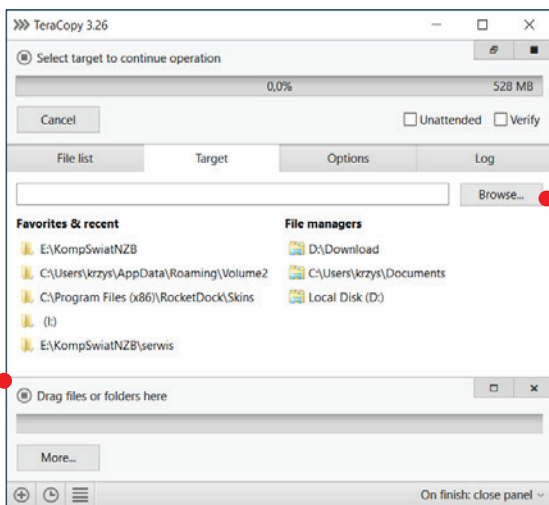 TeraCopy 3.26
Select target to continue operation
0,0% 528 MB
Cancel Unattended Verify
File list Target Options Log
Browse...
Favorites & recent File managers
E:\KompSwiatNZB D:\Download
C:\Users\krzys\AppData\Roaming\Volume2 C:\Users\krzys\Documents
C:\Program Files (x86)\RocketDock\Skins Local Disk (D:)
(I:)
E:\KompSwiatNZB\serwis
Drag files or folders here
More...
On finish: close panel